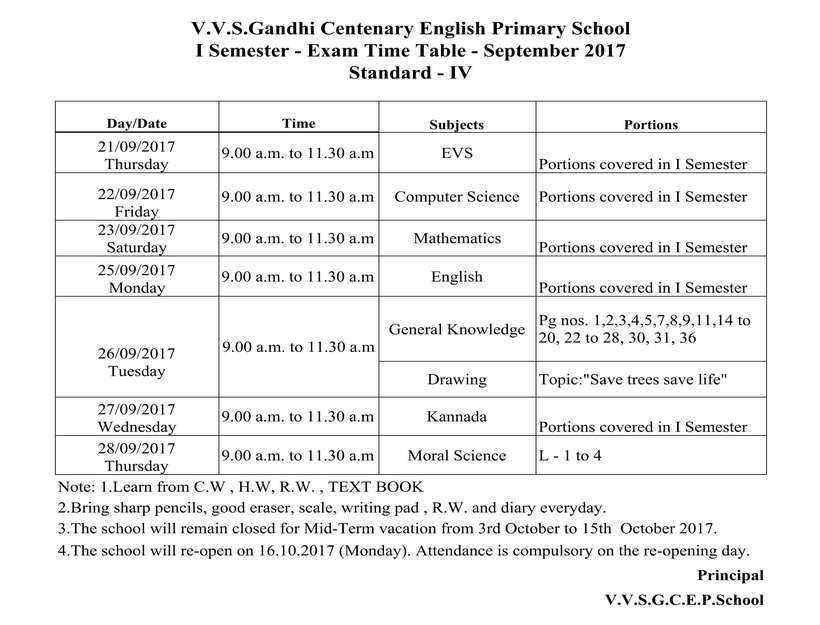 V.V.S.Gandhi Centenary English Primary School
I Semester - Exam Time Table - September 2017
Standard - IV
Day/Date Time Subjects Portions
21/09/2017
Thursday 9.00 a.m. to 11.30 a.m EVS Portions covered in I Semester
22/09/2017
Friday 9.00 a.m. to 11.30 a.m Computer Science Portions covered in I Semester
23/09/2017
Saturday 9.00 a.m. to 11.30 a.m Mathematics Portions covered in I Semester
25/09/2017
Monday 9.00 a.m. to 11.30 a.m English Portions covered in I Semester
26/09/2017
Tuesday 9.00 a.m. to 11.30 a.m General Knowledge Pg nos. 1,2,3,4,5,7,8,9,11,14 to
20, 22 to 28, 30, 31, 36
Drawing Topic:"Save trees save life"
27/09/2017
Wednesday 9.00 a.m. to 11.30 a.m Kannada Portions covered in I Semester
28/09/2017
Thursday 9.00 a.m. to 11.30 a.m Moral Science L - 1 to 4
Note: 1.Learn from C.W , H.W, R.W. , TEXT BOOK
2.Bring sharp pencils, good eraser, scale, writing pad , R.W. and diary everyday.
3.The school will remain closed for Mid-Term vacation from 3rd October to 15th October 2017.
4.The school will re-open on 16.10.2017 (Monday). Attendance is compulsory on the re-opening day.
Principal
V.V.S.G.C.E.P.School